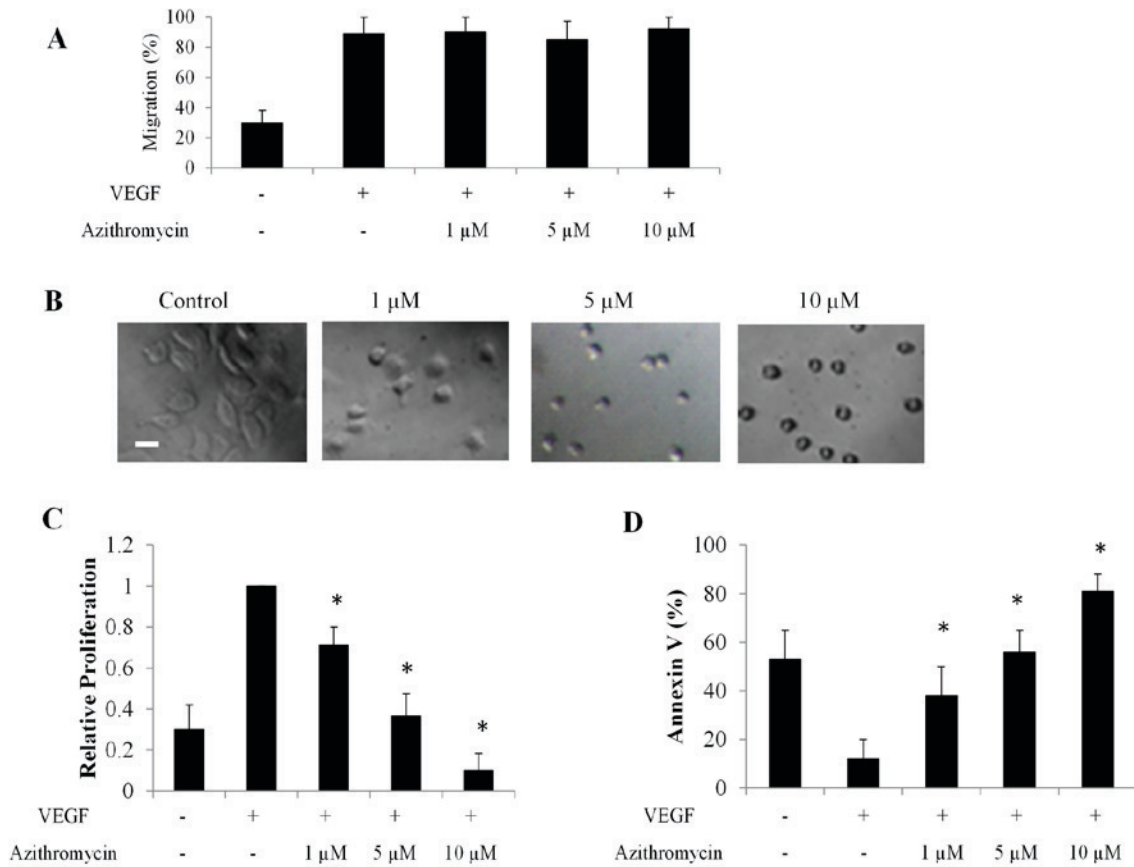 A
Migration (%)
100
80
60
40
20
0
VEGF - + + + +
Azithromycin - - 1 µM 5 µM 10 µM
B
Control 1 µM 5 µM 10 µM
C
Relative Proliferation
1.2
1
0.8
0.6
0.4
0.2
0
* * *
VEGF - + + + +
Azithromycin - - 1 µM 5 µM 10 µM
D
Annexin V (%)
100
80
60
40
20
0
* * *
VEGF - + + + +
Azithromycin - - 1 µM 5 µM 10 µM